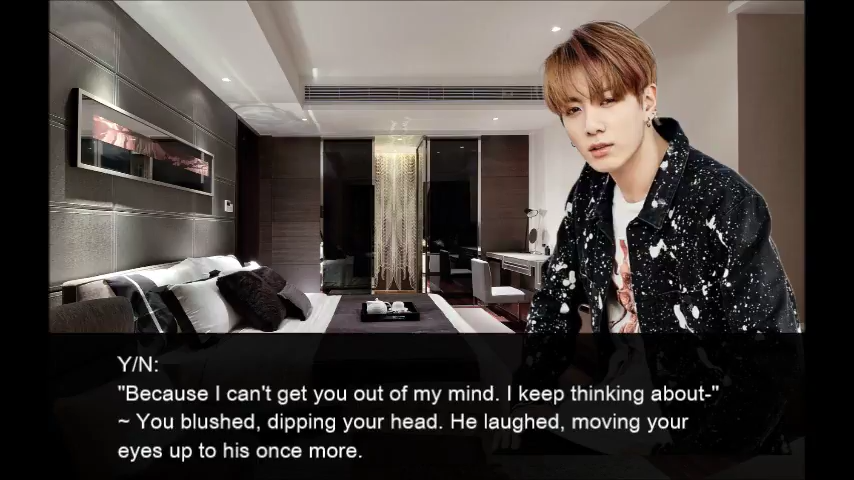 Y/N:
"Because I can't get you out of my mind. I keep thinking about-"
~ You blushed, dipping your head. He laughed, moving your
eyes up to his once more.